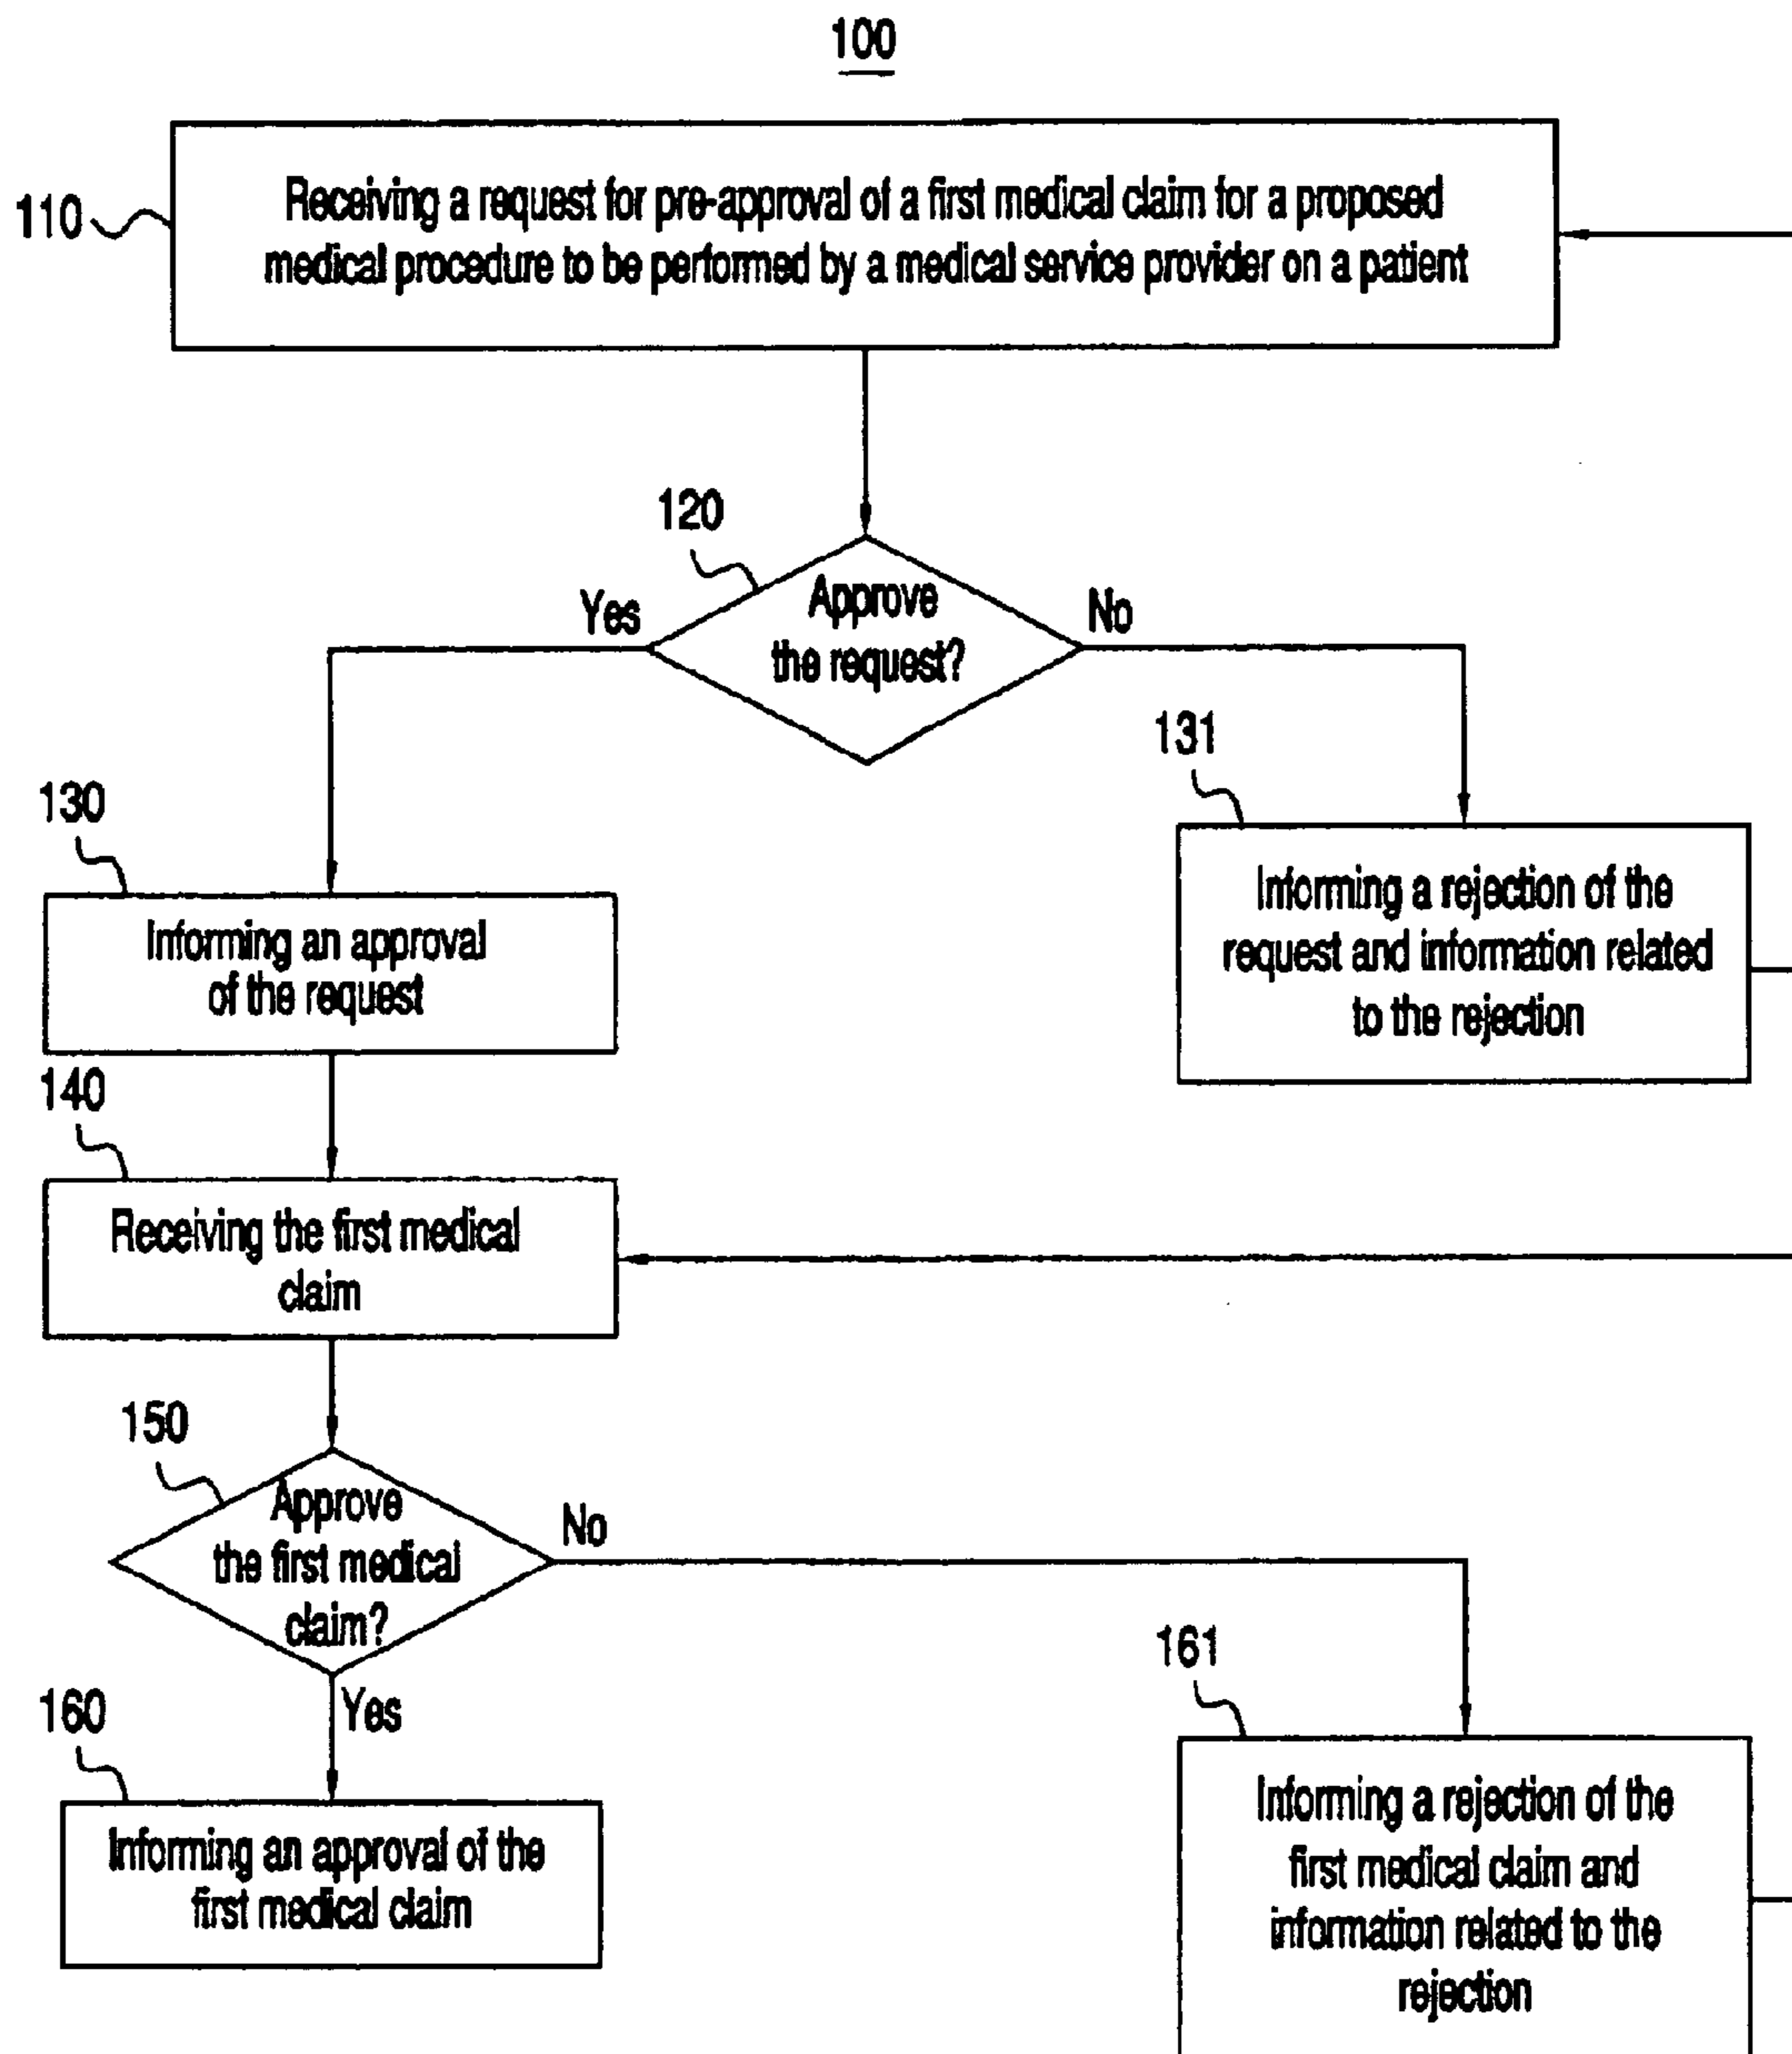 100
110
Receiving a request for pre-approval of a first medical claim for a proposed
medical procedure to be performed by a medical service provider on a patient
120
Approve
the request?
Yes
No
131
Informing a rejection of the
request and information related
to the rejection
130
Informing an approval
of the request
140
Receiving the first medical
claim
150
Approve
the first medical
claim?
No
Yes
160
Informing an approval of the
first medical claim
161
Informing a rejection of the
first medical claim and
information related to the
rejection